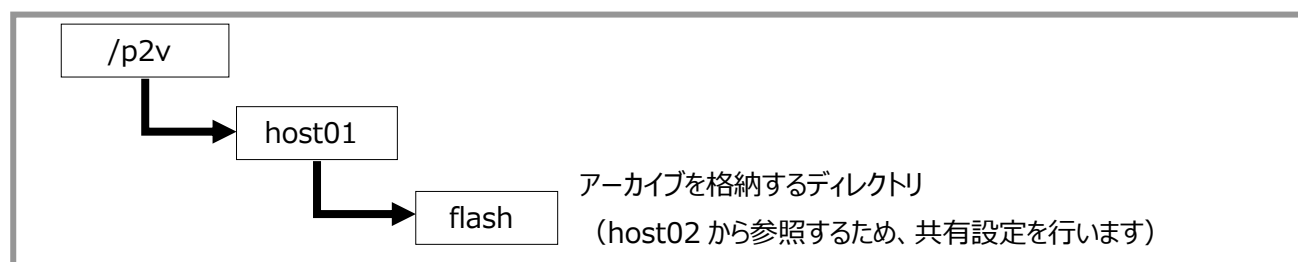 /p2v
host01
flash
アーカイブを格納するディレクトリ
（host02 から参照するため、共有設定を行います）